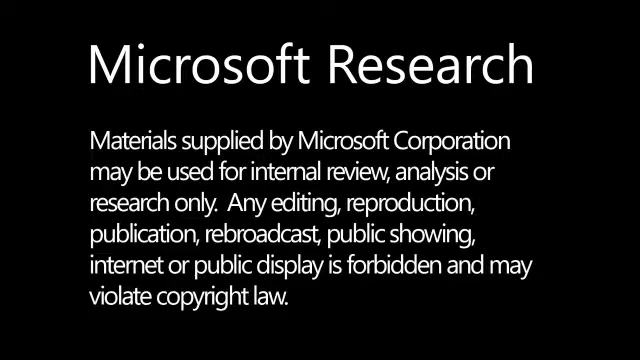 Microsoft Research
Materials supplied by Microsoft Corporation
may be used for internal review, analysis or
research only.  Any editing, reproduction,
publication, rebroadcast, public showing,
internet or public display is forbidden and may
violate copyright law.